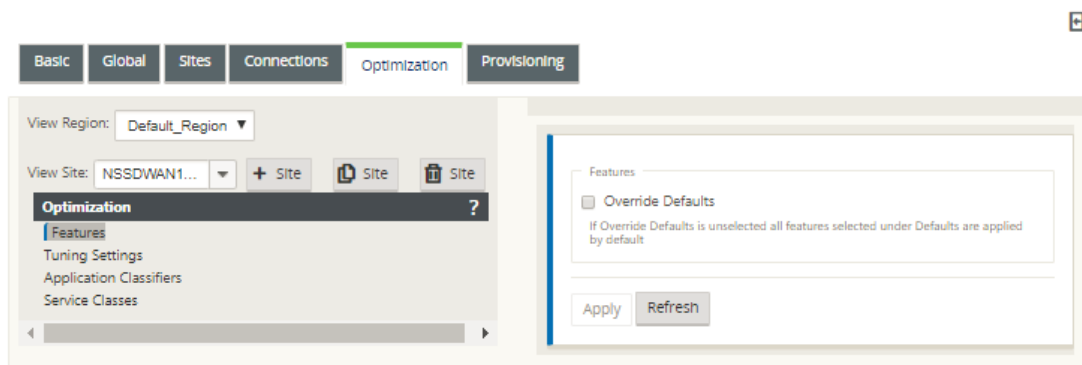 Basic Global Sites Connections Optimization Provisioning
View Region: Default_Region
View Site: NSSDWAN1... + Site Site Site
Optimization ?
Features
Tuning Settings
Application Classifiers
Service Classes
Features
Override Defaults
If Override Defaults is unselected all features selected under Defaults are applied
by default
Apply Refresh